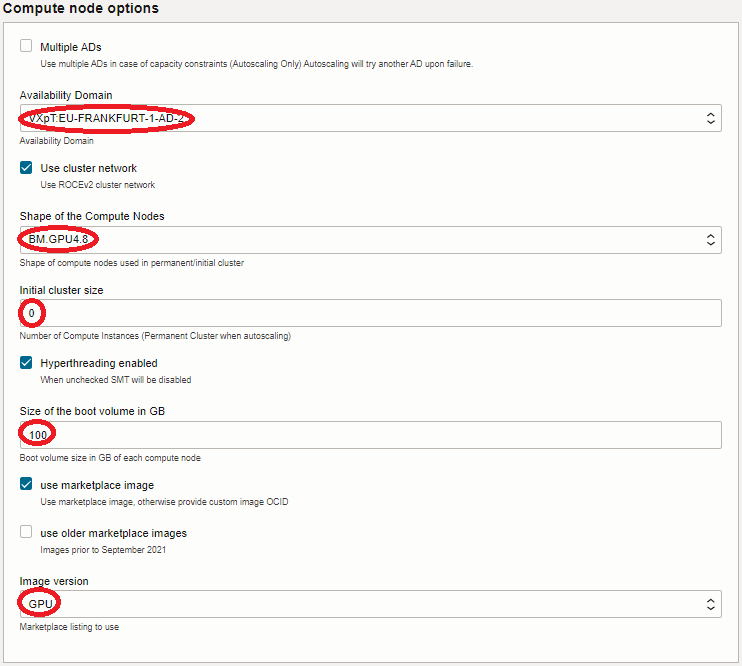 Compute node options
Multiple ADs
Use multiple ADs in case of capacity constraints (Autoscaling Only) Autoscaling will try another AD upon failure.
Availability Domain
VXpT:EU-FRANKFURT-1-AD-2
Availability Domain
Use cluster network
Use ROCEv2 cluster network
Shape of the Compute Nodes
BM.GPU4.8
Shape of compute nodes used in permanent/initial cluster
Initial cluster size
0
Number of Compute Instances (Permanent Cluster when autoscaling)
Hyperthreading enabled
When unchecked SMT will be disabled
Size of the boot volume in GB
100
Boot volume size in GB of each compute node
use marketplace image
Use marketplace image, otherwise provide custom image OCID
use older marketplace images
Images prior to September 2021
Image version
GPU
Marketplace listing to use